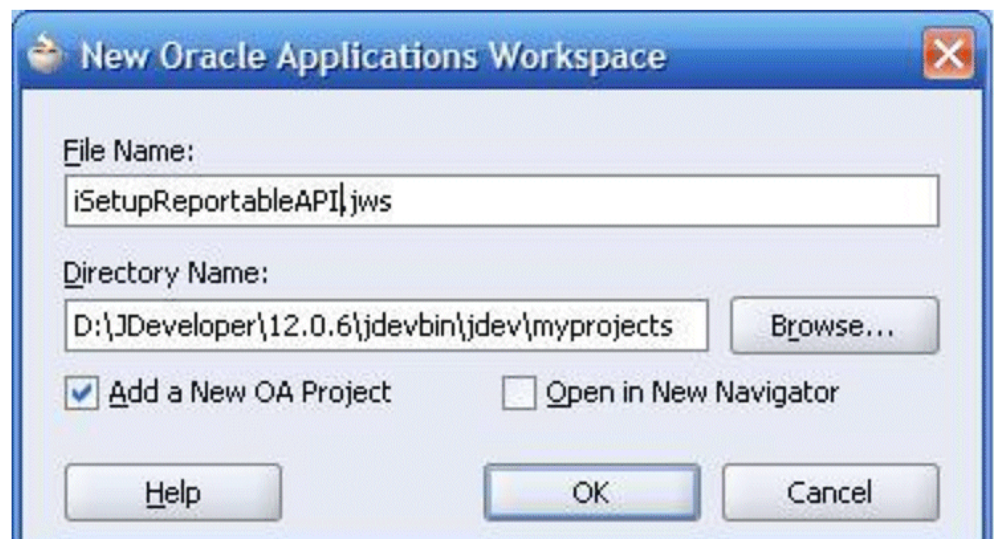 New Oracle Applications Workspace
File Name:
iSetupReportableAPI.jws
Directory Name:
D:\JDeveloper\12.0.6\jdevbin\jdev\myprojects
Browse...
Add a New OA Project
Open in New Navigator
Help
OK
Cancel